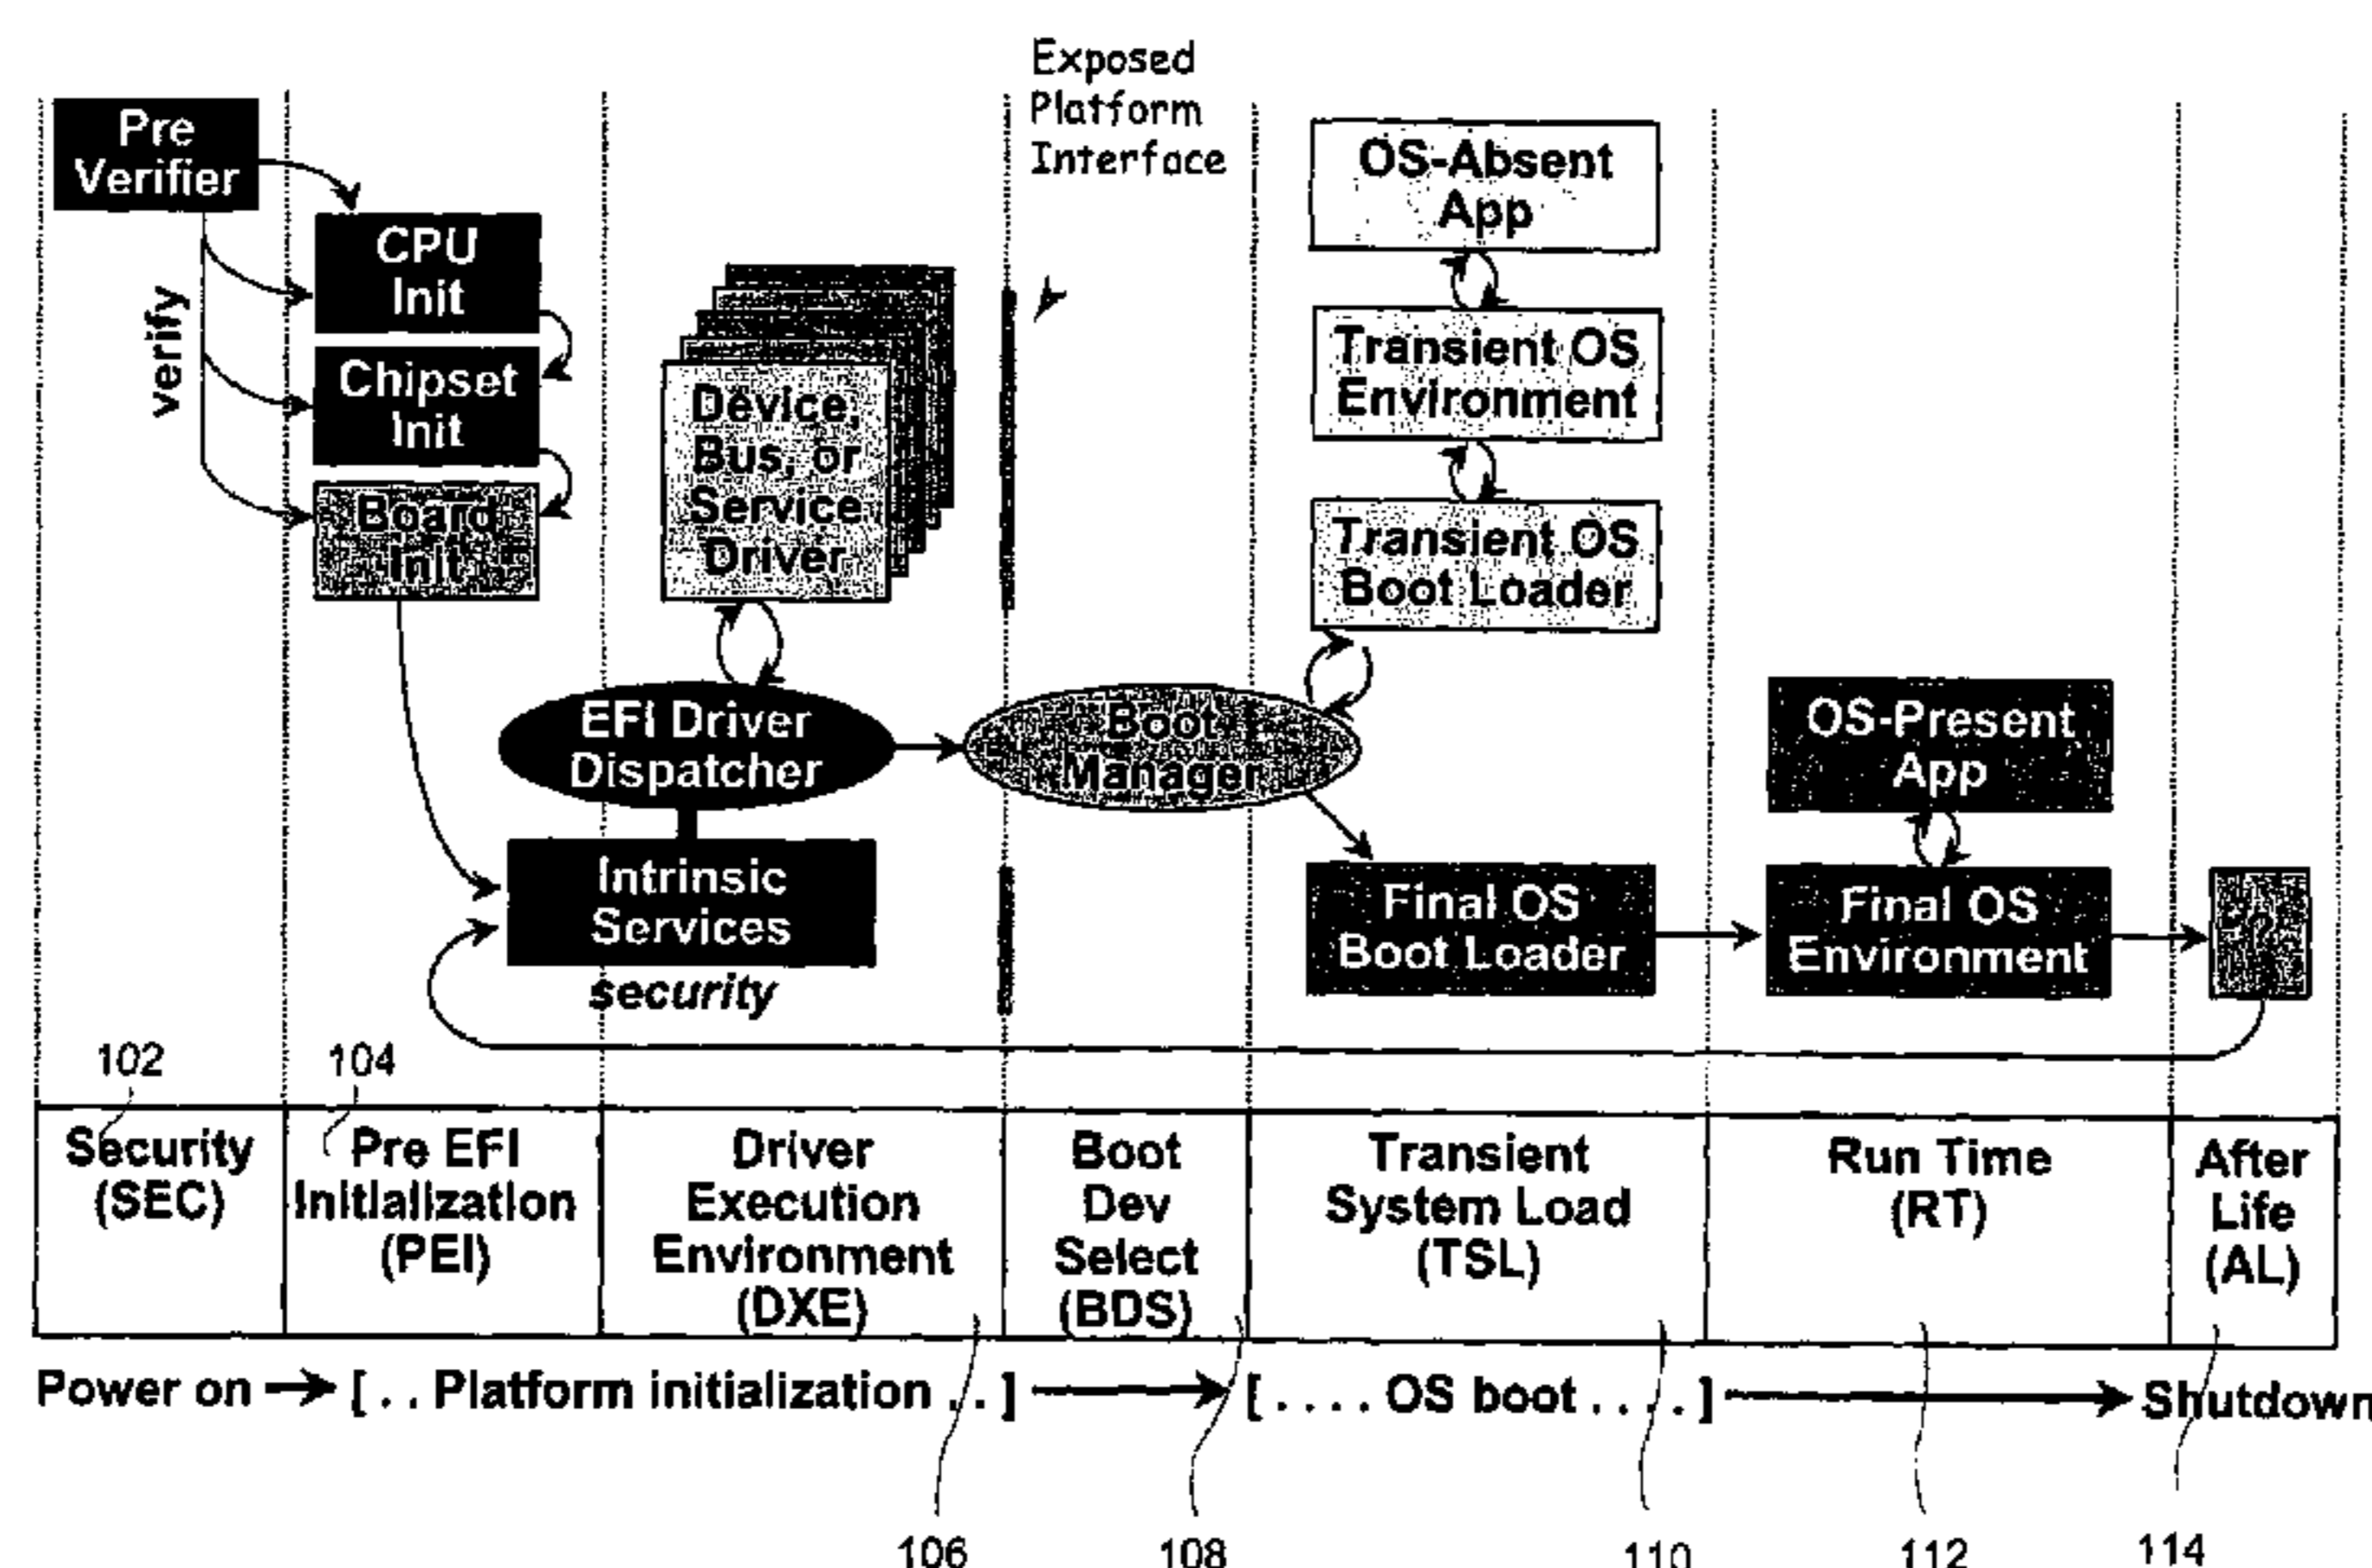 Exposed
Platform
Interface
Pre
Verifier
CPU
Init
verify
Chipset
Init
Board
Init
Device,
Bus, or
Service
Driver
OS-Absent
App
Transient OS
Environment
Transient OS
Boot Loader
EFI Driver
Dispatcher
Boot
Manager
OS-Present
App
Intrinsic
Services
security
Final OS
Boot Loader
Final OS
Environment
?
102
104
Security
(SEC)
Pre EFI
Initialization
(PEI)
Driver
Execution
Environment
(DXE)
Boot
Dev
Select
(BDS)
Transient
System Load
(TSL)
Run Time
(RT)
After
Life
(AL)
Power on
[ . . Platform initialization . . ]
[ . . . . OS boot . . . . ]
Shutdown
106
108
110
112
114